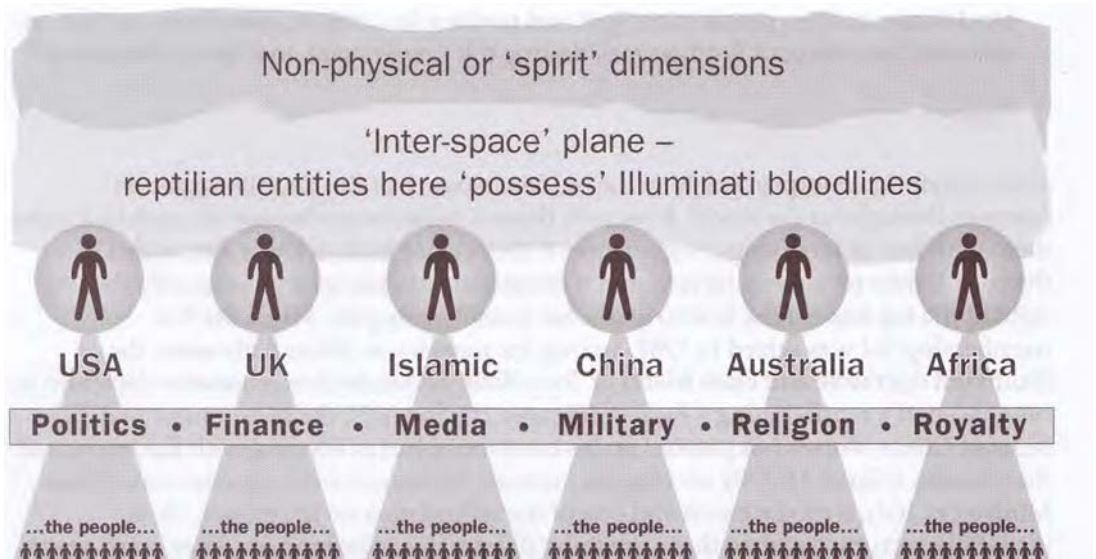 Non-physical or 'spirit' dimensions
'Inter-space' plane –
reptilian entities here 'possess' Illuminati bloodlines
USA UK Islamic China Australia Africa
Politics • Finance • Media • Military • Religion • Royalty
...the people... ...the people... ...the people... ...the people... ...the people... ...the people...